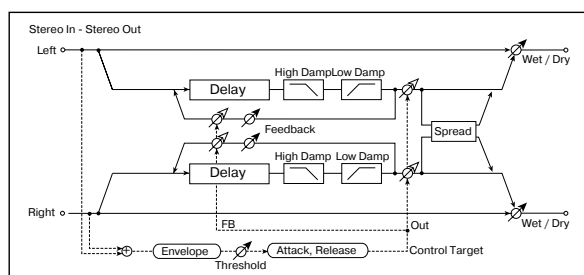 Stereo In - Stereo Out
Left
Wet / Dry
High Damp Low Damp
Delay
Feedback
Spread
High Damp Low Damp
Delay
Right
FB
Out
Wet / Dry
Envelope
Threshold
Attack, Release
Control Target